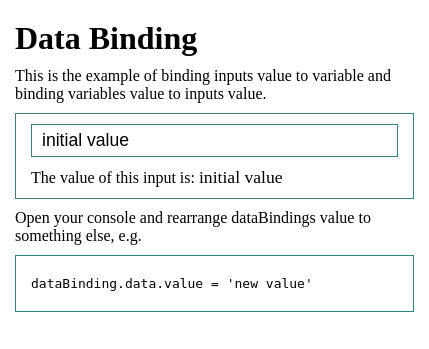 Data Binding
This is the example of binding inputs value to variable and
binding variables value to inputs value.
initial value
The value of this input is: initial value
Open your console and rearrange dataBindings value to
something else, e.g.
dataBinding.data.value = 'new value'